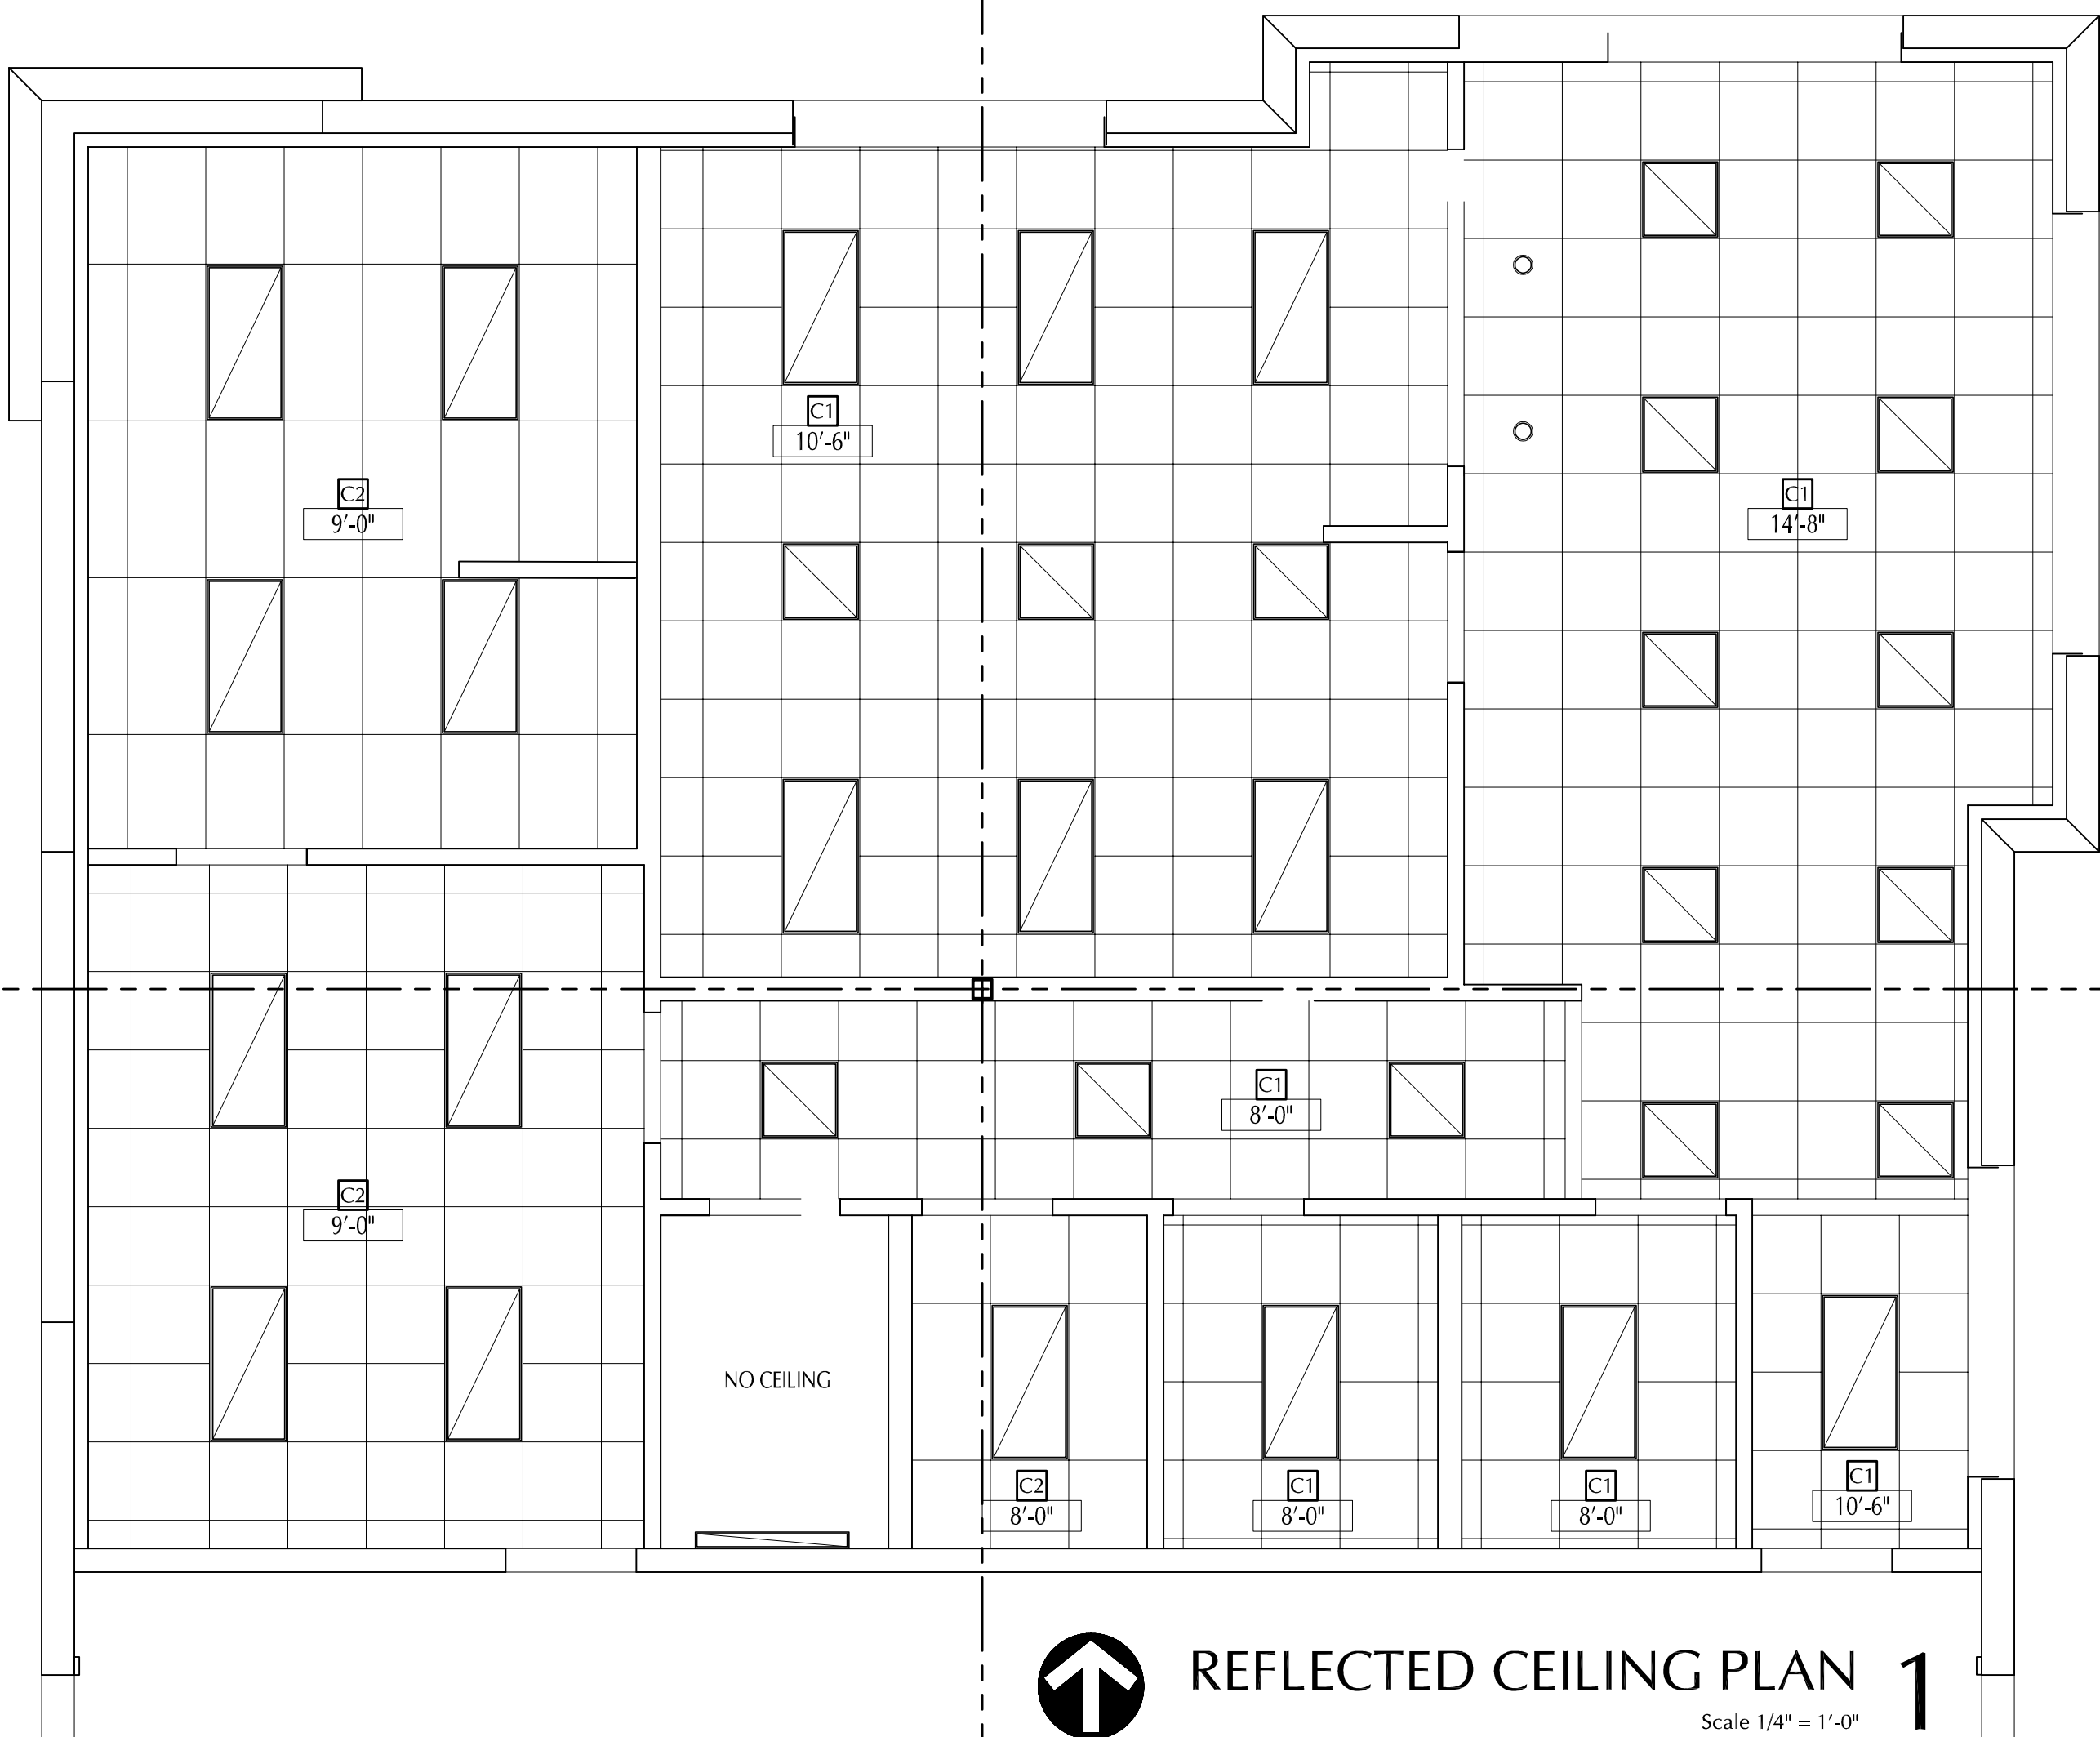 C1
10'-6"
C2
9'-0"
C1
14'-8"
C1
8'-0"
C2
9'-0"
NO CEILING
C2
8'-0"
C1
8'-0"
C1
8'-0"
C1
10'-6"
REFLECTED CEILING PLAN 1
Scale 1/4" = 1'-0"